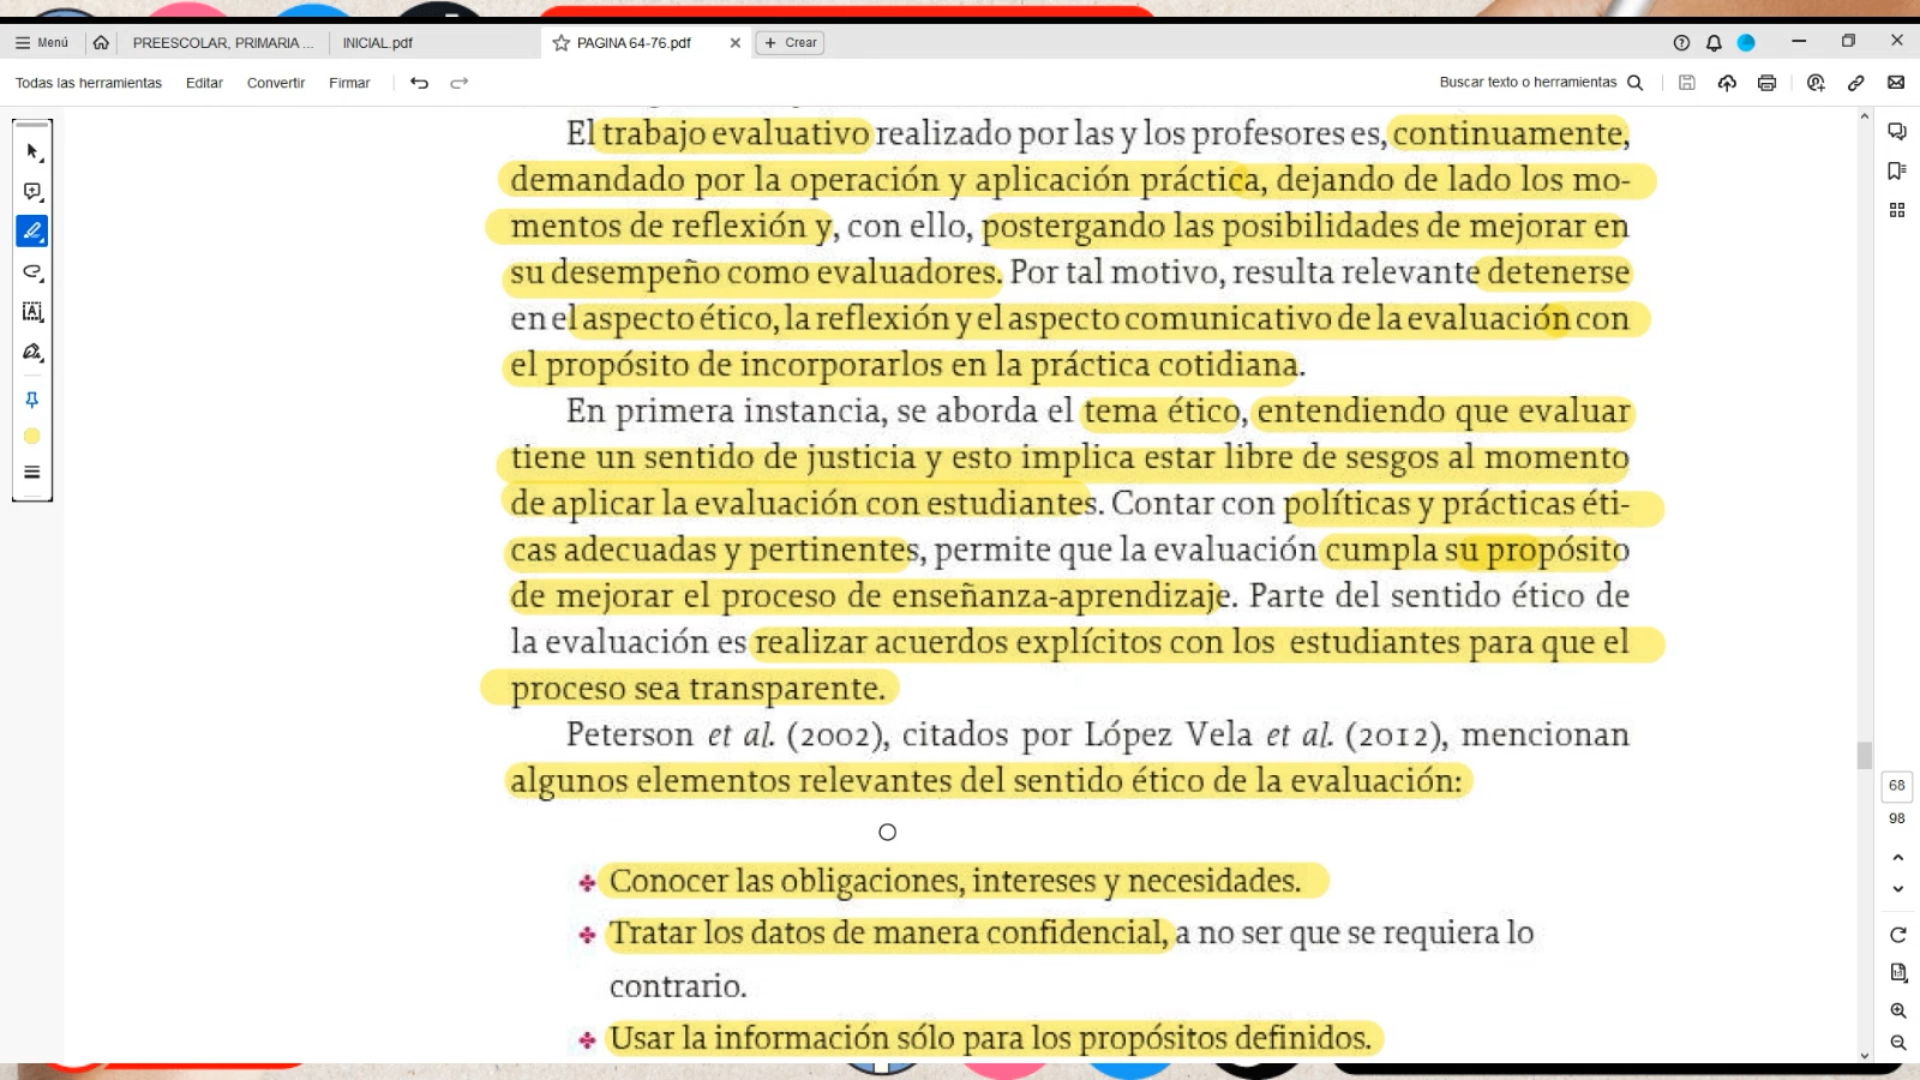 Menú
PREESCOLAR, PRIMARIA ...
INICIAL.pdf
PAGINA 64-76.pdf
Crear
Todas las herramientas
Editar
Convertir
Firmar
Buscar texto o herramientas
El trabajo evaluativo realizado por las y los profesores es, continuamente,
demandado por la operación y aplicación práctica, dejando de lado los mo-
mentos de reflexión y, con ello, postergando las posibilidades de mejorar en
su desempeño como evaluadores. Por tal motivo, resulta relevante detenerse
en el aspecto ético, la reflexión y el aspecto comunicativo de la evaluación con
el propósito de incorporarlos en la práctica cotidiana.
En primera instancia, se aborda el tema ético, entendiendo que evaluar
tiene un sentido de justicia y esto implica estar libre de sesgos al momento
de aplicar la evaluación con estudiantes. Contar con políticas y prácticas éti-
cas adecuadas y pertinentes, permite que la evaluación cumpla su propósito
de mejorar el proceso de enseñanza-aprendizaje. Parte del sentido ético de
la evaluación es realizar acuerdos explícitos con los estudiantes para que el
proceso sea transparente.
Peterson et al. (2002), citados por López Vela et al. (2012), mencionan
algunos elementos relevantes del sentido ético de la evaluación:
Conocer las obligaciones, intereses y necesidades.
Tratar los datos de manera confidencial, a no ser que se requiera lo
contrario.
Usar la información sólo para los propósitos definidos.
68
98